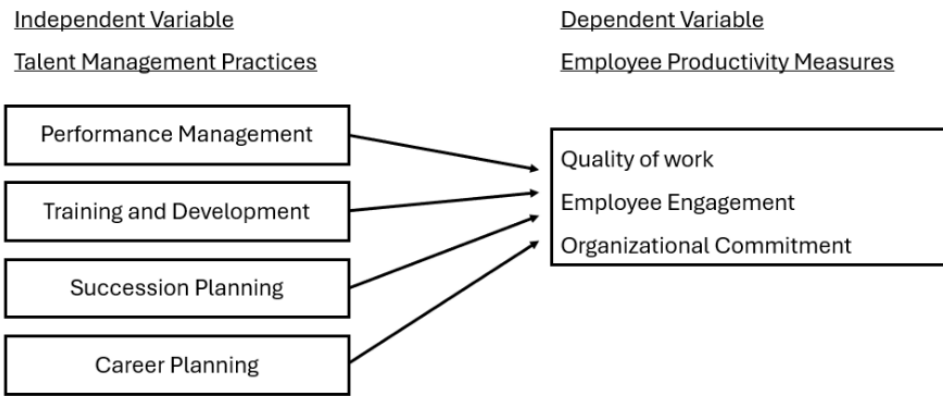 Independent Variable
Talent Management Practices
Performance Management
Training and Development
Succession Planning
Career Planning
Dependent Variable
Employee Productivity Measures
Quality of work
Employee Engagement
Organizational Commitment